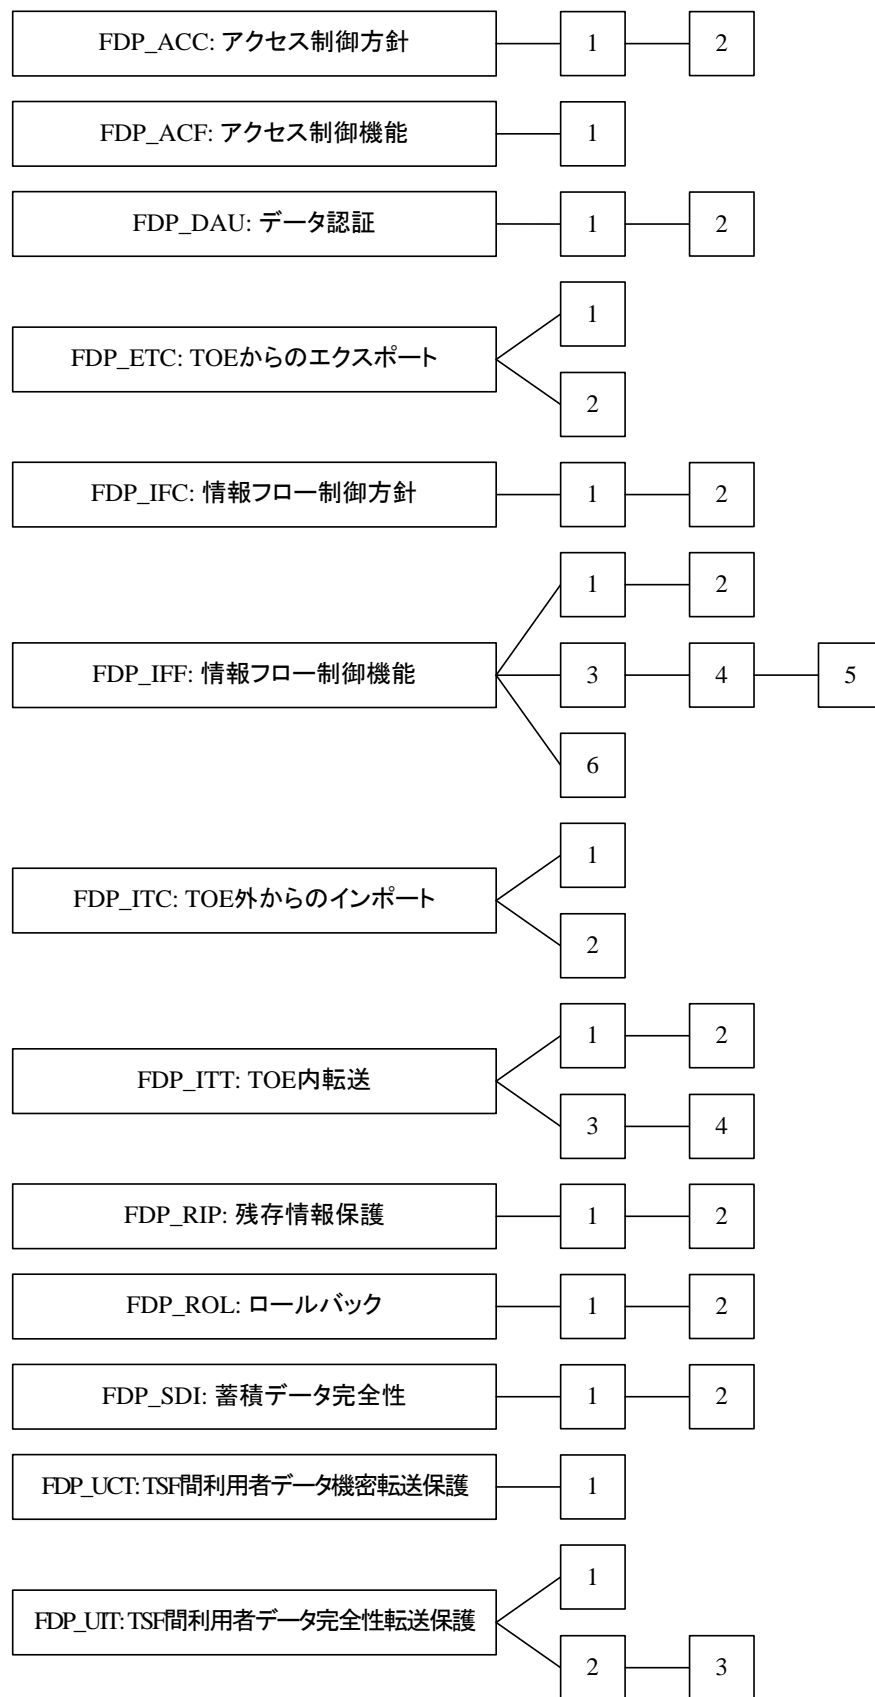 FDP_ACC: アクセス制御方針 1 2
FDP_ACF: アクセス制御機能 1
FDP_DAU: データ認証 1 2
1
FDP_ETC: TOEからのエクスポート
2
FDP_IFC: 情報フロー制御方針 1 2
1 2
FDP_IFF: 情報フロー制御機能 3 4 5
6
1
FDP_ITC: TOE外からのインポート
2
1 2
FDP_ITT: TOE内転送
3 4
FDP_RIP: 残存情報保護 1 2
FDP_ROL: ロールバック 1 2
FDP_SDI: 蓄積データ完全性 1 2
FDP_UCT: TSF間利用者データ機密転送保護 1
1
FDP_UIT: TSF間利用者データ完全性転送保護
2 3